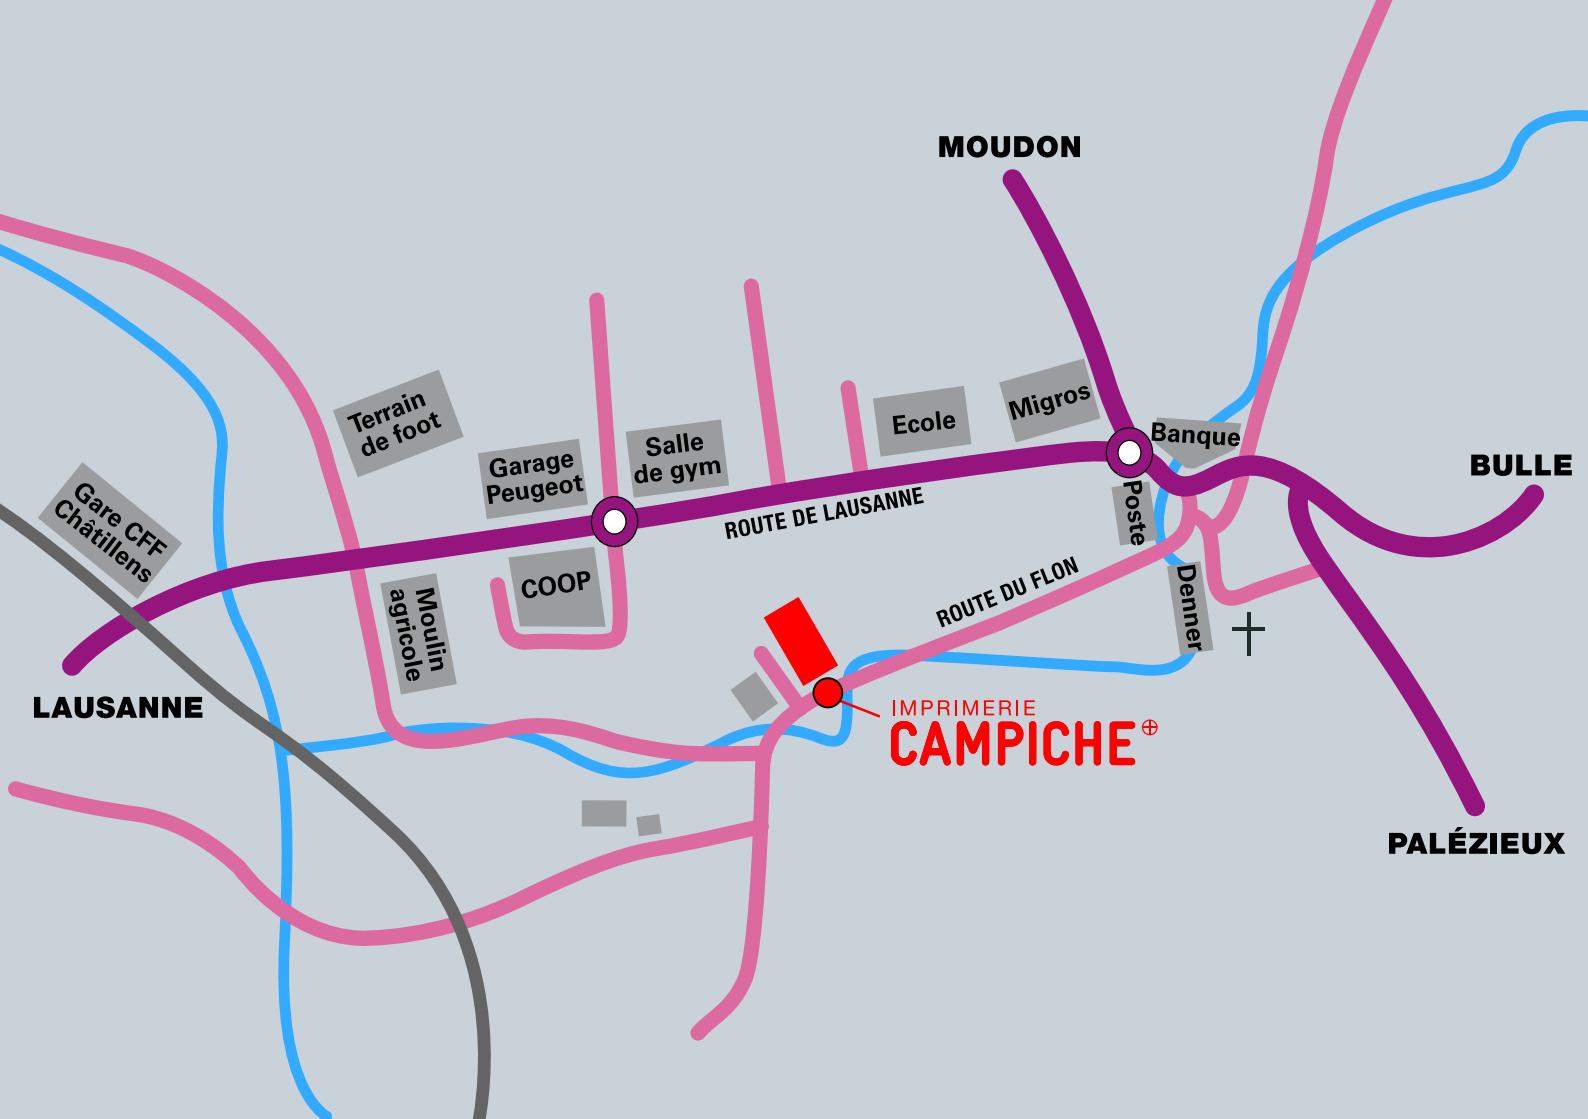 MOUDON
Terrain
de foot
Garage
Peugeot
Salle
de gym
Ecole
Migros
Banque
BULLE
Gare CFF
Châtillens
ROUTE DE LAUSANNE
Poste
COOP
Moulin
agricole
ROUTE DU FLON
Denner
LAUSANNE
IMPRIMERIE
CAMPICHE
PALÉZIEUX